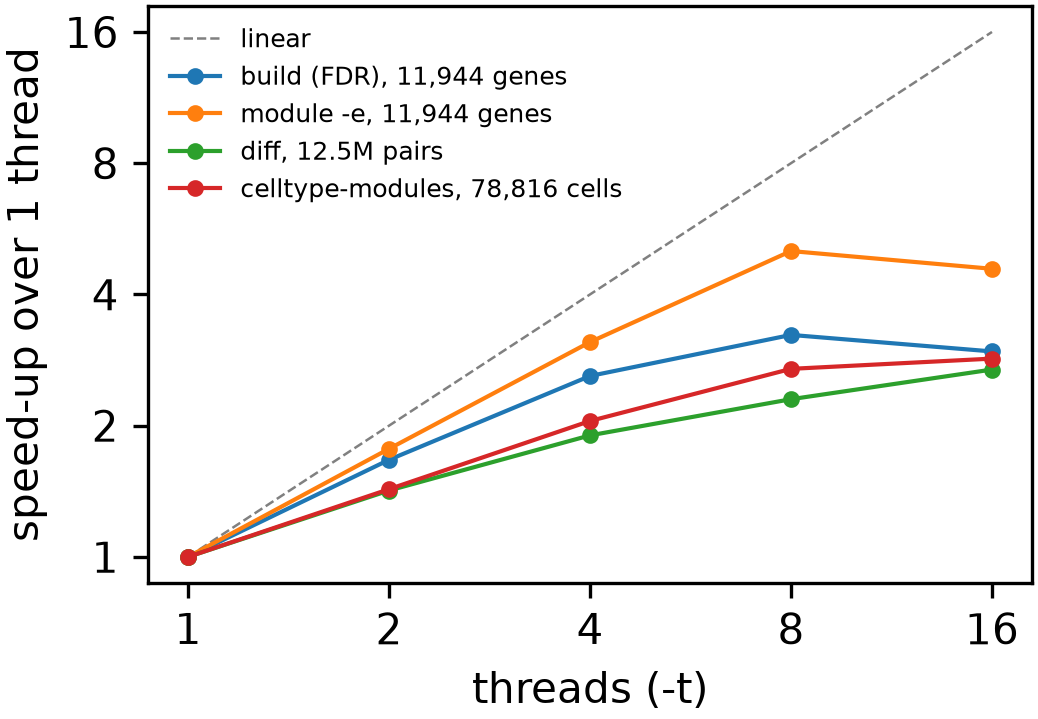 speed-up over 1 thread
16
8
4
2
1
linear
build (FDR), 11,944 genes
module -e, 11,944 genes
diff, 12.5M pairs
celltype-modules, 78,816 cells
1 2 4 8 16
threads (-t)